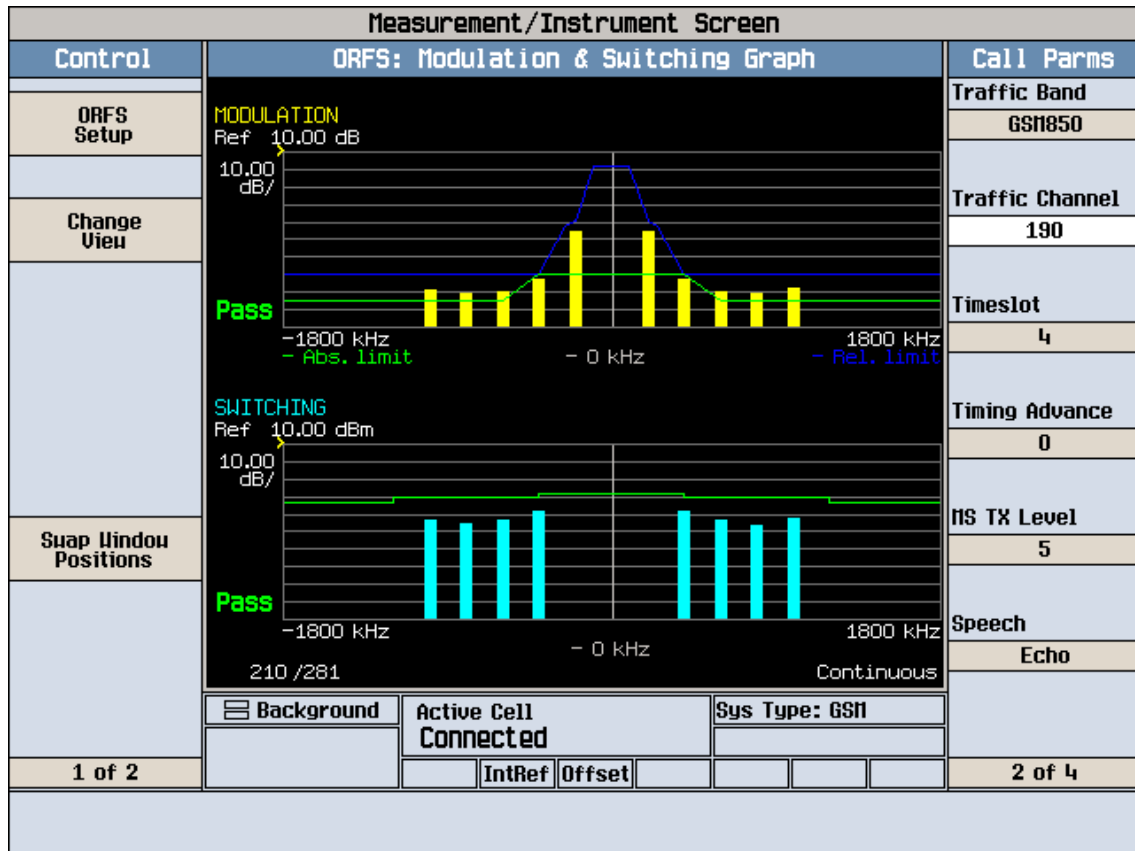 Measurement/Instrument Screen
Control
ORFS: Modulation & Switching Graph
Call Parms
ORFS
Setup
Change
View
Swap Window
Positions
1 of 2
MODULATION
Ref 10.00 dB
10.00
dB/
Pass
-1800 kHz
1800 kHz
- Abs. limit
- 0 kHz
- Rel. limit
SWITCHING
Ref 10.00 dBm
10.00
dB/
Pass
-1800 kHz
1800 kHz
- 0 kHz
210 /281
Continuous
Background
Active Cell
Connected
Sys Type: GSM
IntRef
Offset
Traffic Band
GSM850
Traffic Channel
190
Timeslot
4
Timing Advance
0
MS TX Level
5
Speech
Echo
2 of 4